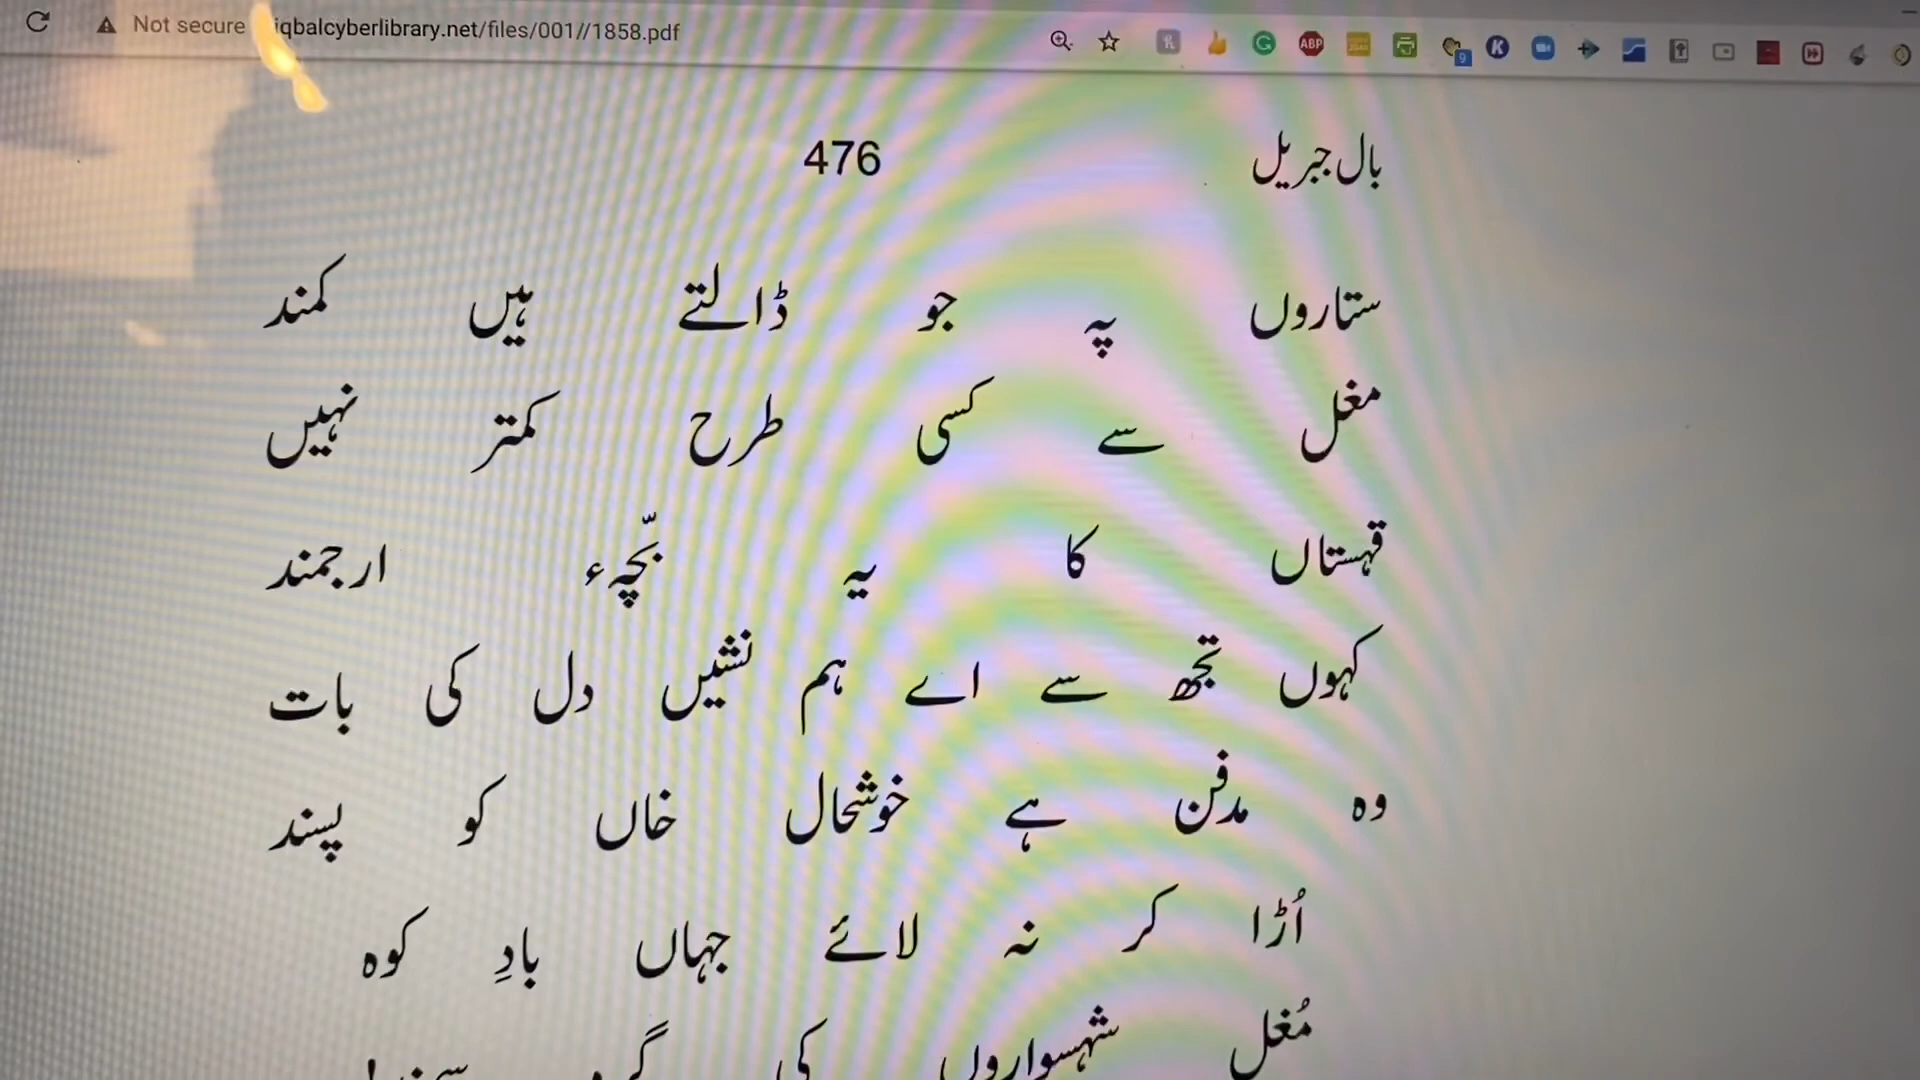 Not secure iqbalcyberlibrary.net/files/001//1858.pdf
ABP
9
K
بال جبریل 476
ستاروں پہ جو ڈالتے ہیں کمند
مغل سے کسی طرح کمتر نہیں
قہستاں کا یہ بچّہء ارجمند
کہوں تجھ سے اے ہم نشیں دل کی بات
وہ مدفن ہے خوشحال خاں کو پسند
اُڑا کر نہ لائے جہاں بادِ کوہ
مُغل شہسواروں کی